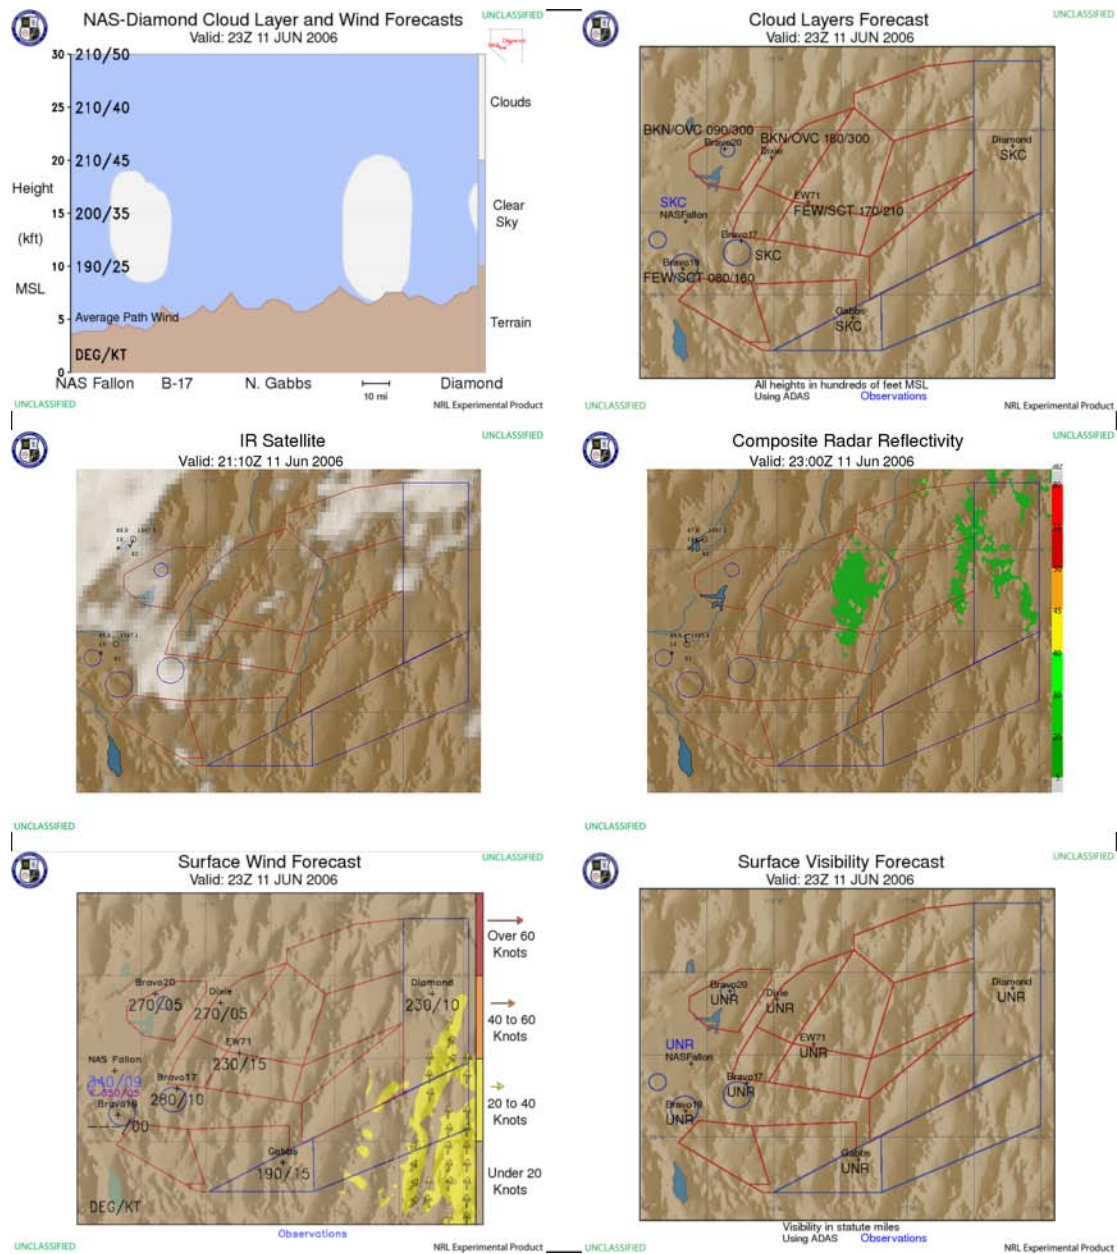 NAS-Diamond Cloud Layer and Wind Forecasts
UNCLASSIFIED
Valid: 23Z 11 JUN 2006
30
210/50
25
210/40
Clouds
20
210/45
Height
15
200/35
Clear
Sky
(kft)
10
190/25
MSL
5
Average Path Wind
Terrain
DEG/KT
0
NAS Fallon
B-17
N. Gabbs
10 mi
Diamond
UNCLASSIFIED
NRL Experimental Product
Cloud Layers Forecast
UNCLASSIFIED
Valid: 23Z 11 JUN 2006
BKN/OVC 090/300
Bravo20
BKN/OVC 180/300
Dixie
Diamond
SKC
SKC
NASFallon
EW71
FEW/SCT 170/210
Bravo17
SKC
Bravo19
FEW/SCT 080/160
Gabbs
SKC
All heights in hundreds of feet MSL
Using ADAS
Observations
UNCLASSIFIED
NRL Experimental Product
IR Satellite
UNCLASSIFIED
Valid: 21:10Z 11 Jun 2006
UNCLASSIFIED
Composite Radar Reflectivity
UNCLASSIFIED
Valid: 23:00Z 11 Jun 2006
UNCLASSIFIED
Surface Wind Forecast
UNCLASSIFIED
Valid: 23Z 11 JUN 2006
Over 60
Knots
Bravo20
270/05
Dixie
270/05
Diamond
230/10
40 to 60
Knots
EW71
230/15
NAS Fallon
340/09
Bravo17
280/10
Bravo19
20 to 40
Knots
Gabbs
190/15
Under 20
Knots
DEG/KT
Observations
UNCLASSIFIED
NRL Experimental Product
Surface Visibility Forecast
UNCLASSIFIED
Valid: 23Z 11 JUN 2006
Bravo20
UNR
Dixie
UNR
Diamond
UNR
EW71
UNR
UNR
NASFallon
Bravo17
UNR
Bravo19
UNR
Gabbs
UNR
Visibility in statute miles
Using ADAS
Observations
UNCLASSIFIED
NRL Experimental Product